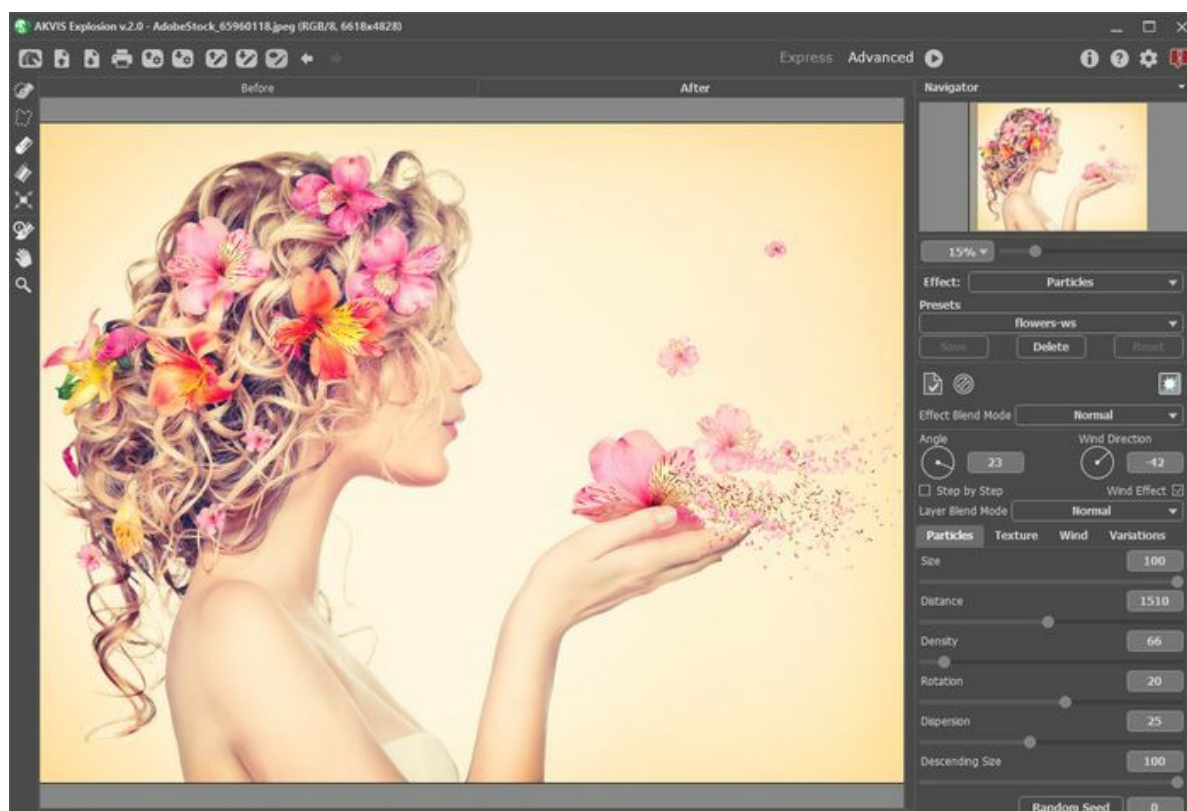 AKVIS Explosion v.2.0 - AdobeStock_65960118.jpeg (RGB/8, 6618x4828)
Express Advanced
Before After Navigator
15%
Effect: Particles
Presets
flowers-ws
Save Delete Reset
Effect Blend Mode Normal
Angle Wind Direction
23 -42
Step by Step Wind Effect
Layer Blend Mode Normal
Particles Texture Wind Variations
Size 100
Distance 1510
Density 66
Rotation 20
Dispersion 25
Descending Size 100
Random Seed 0